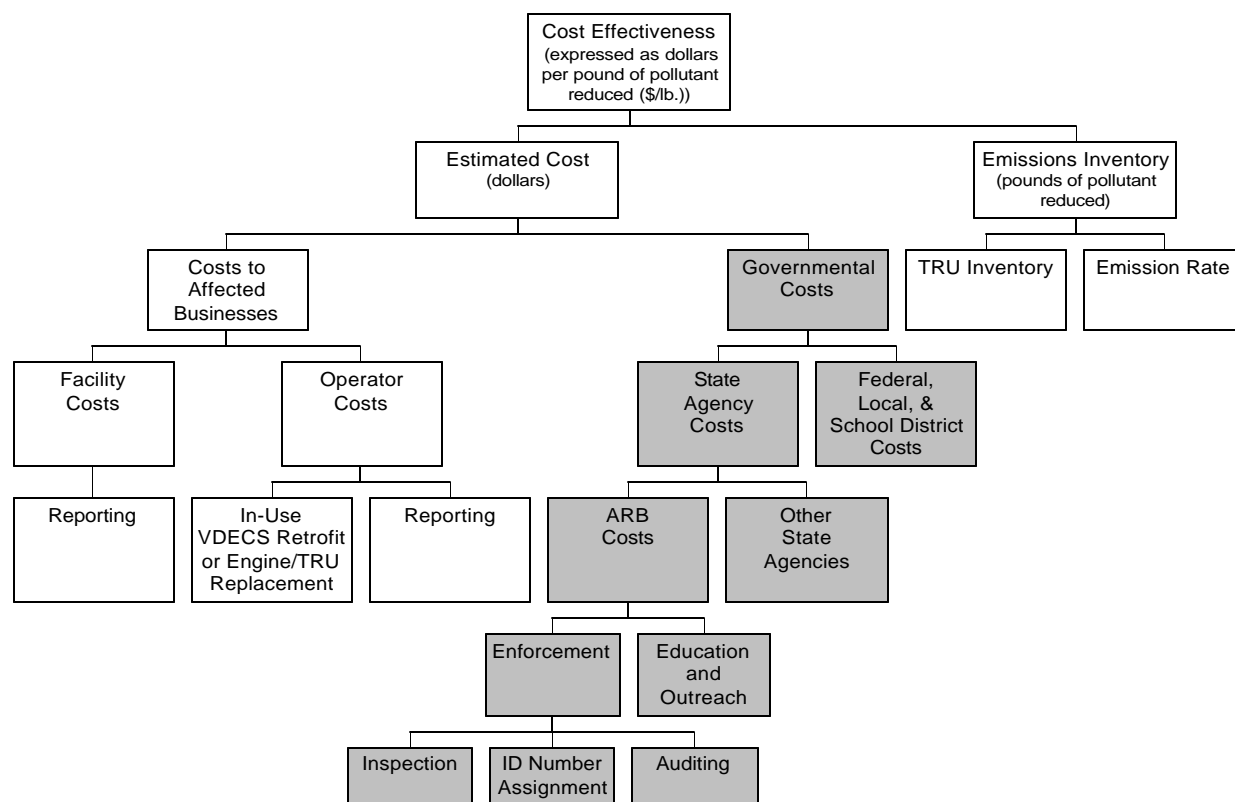 Cost Effectiveness
(expressed as dollars
per pound of pollutant
reduced ($/lb.))
Estimated Cost
(dollars)
Emissions Inventory
(pounds of pollutant
reduced)
Costs to
Affected
Businesses
Governmental
Costs
TRU Inventory
Emission Rate
Facility
Costs
Operator
Costs
State
Agency
Costs
Federal,
Local, &
School District
Costs
Reporting
In-Use
VDECS Retrofit
or Engine/TRU
Replacement
Reporting
ARB
Costs
Other
State
Agencies
Enforcement
Education
and
Outreach
Inspection
ID Number
Assignment
Auditing